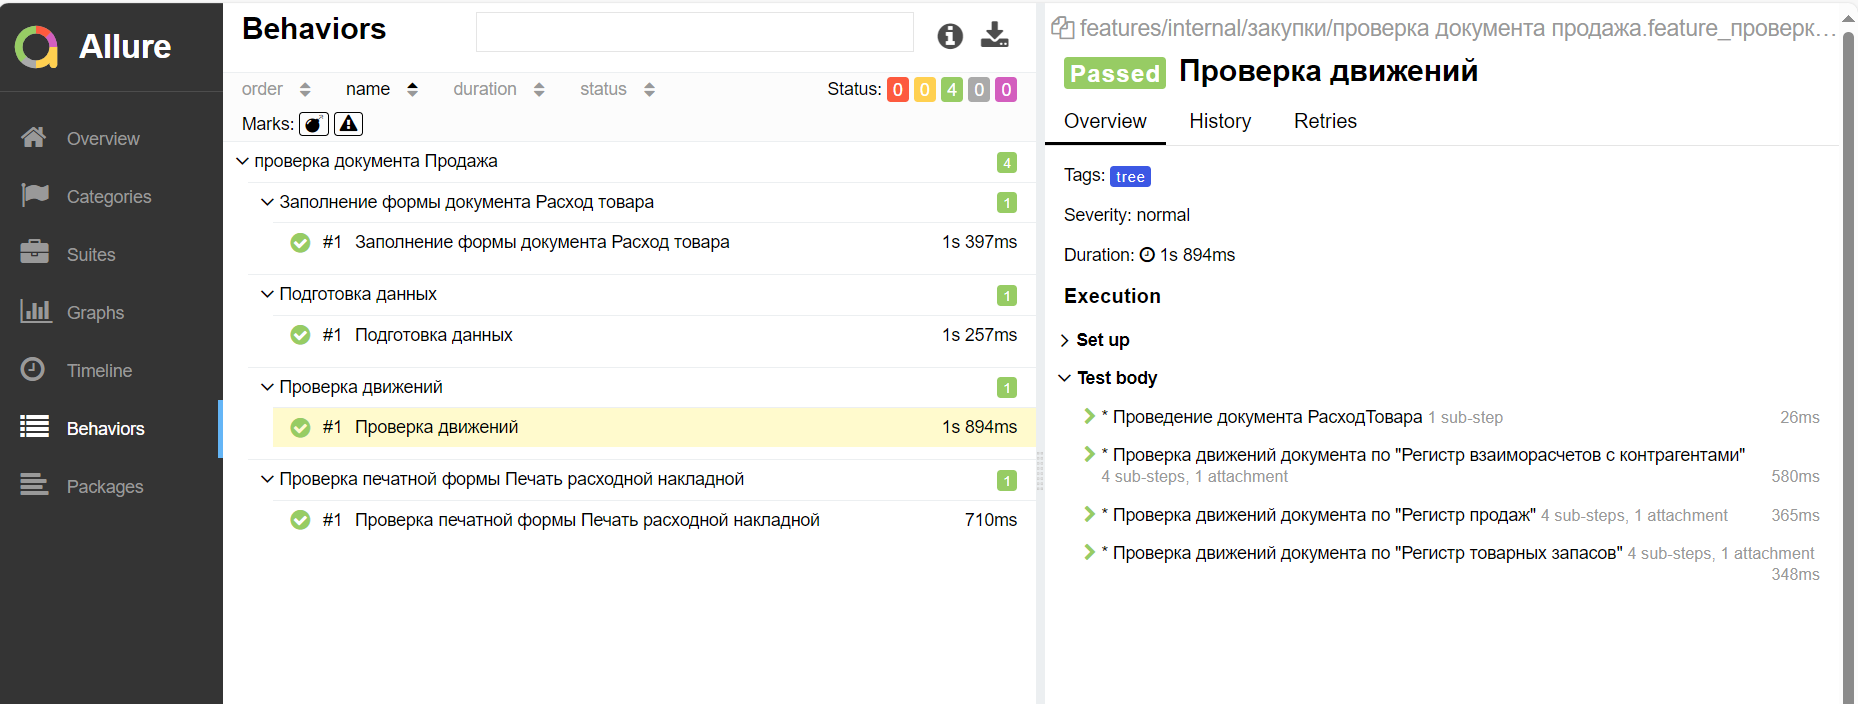 Allure
Overview
Categories
Suites
Graphs
Timeline
Behaviors
Packages
Behaviors
order name duration status Status: 0 0 4 0 0
Marks:
проверка документа Продажа 4
Заполнение формы документа Расход товара 1
#1 Заполнение формы документа Расход товара 1s 397ms
Подготовка данных 1
#1 Подготовка данных 1s 257ms
Проверка движений 1
#1 Проверка движений 1s 894ms
Проверка печатной формы Печать расходной накладной 1
#1 Проверка печатной формы Печать расходной накладной 710ms
features/internal/закупки/проверка документа продажа.feature_проверк...
Passed Проверка движений
Overview History Retries
Tags: tree
Severity: normal
Duration: 1s 894ms
Execution
Set up
Test body
* Проведение документа РасходТовара 1 sub-step 26ms
* Проверка движений документа по "Регистр взаиморасчетов с контрагентами"
4 sub-steps, 1 attachment 580ms
* Проверка движений документа по "Регистр продаж" 4 sub-steps, 1 attachment 365ms
* Проверка движений документа по "Регистр товарных запасов" 4 sub-steps, 1 attachment
348ms